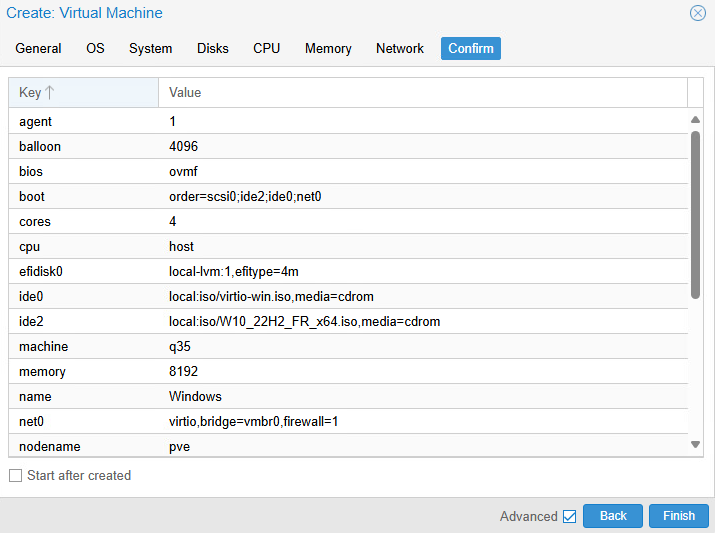 Create: Virtual Machine
General OS System Disks CPU Memory Network Confirm
Key Value
agent 1
balloon 4096
bios ovmf
boot order=scsi0;ide2;ide0;net0
cores 4
cpu host
efidisk0 local-lvm:1,efitype=4m
ide0 local:iso/virtio-win.iso,media=cdrom
ide2 local:iso/W10_22H2_FR_x64.iso,media=cdrom
machine q35
memory 8192
name Windows
net0 virtio,bridge=vmbr0,firewall=1
nodename pve
Start after created
Advanced Back Finish